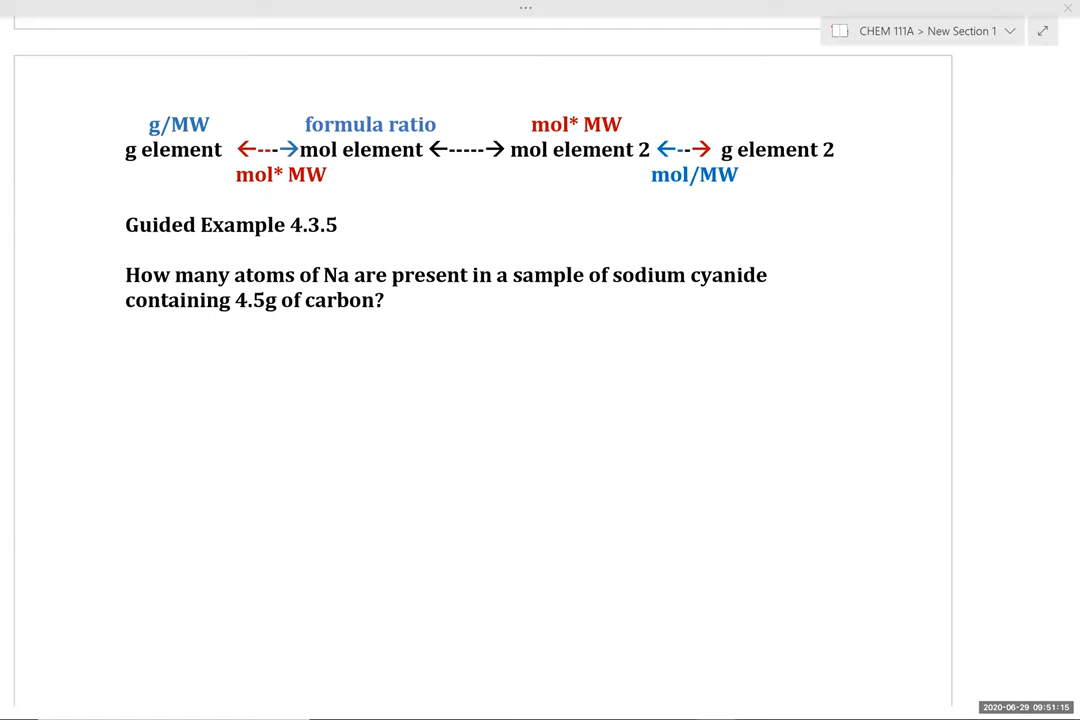 ...
CHEM 111A > New Section 1
g/MW formula ratio mol* MW
g element <----> mol element <-----> mol element 2 <---> g element 2
mol* MW mol/MW
Guided Example 4.3.5
How many atoms of Na are present in a sample of sodium cyanide
containing 4.5g of carbon?
2020-06-29 09:51:15